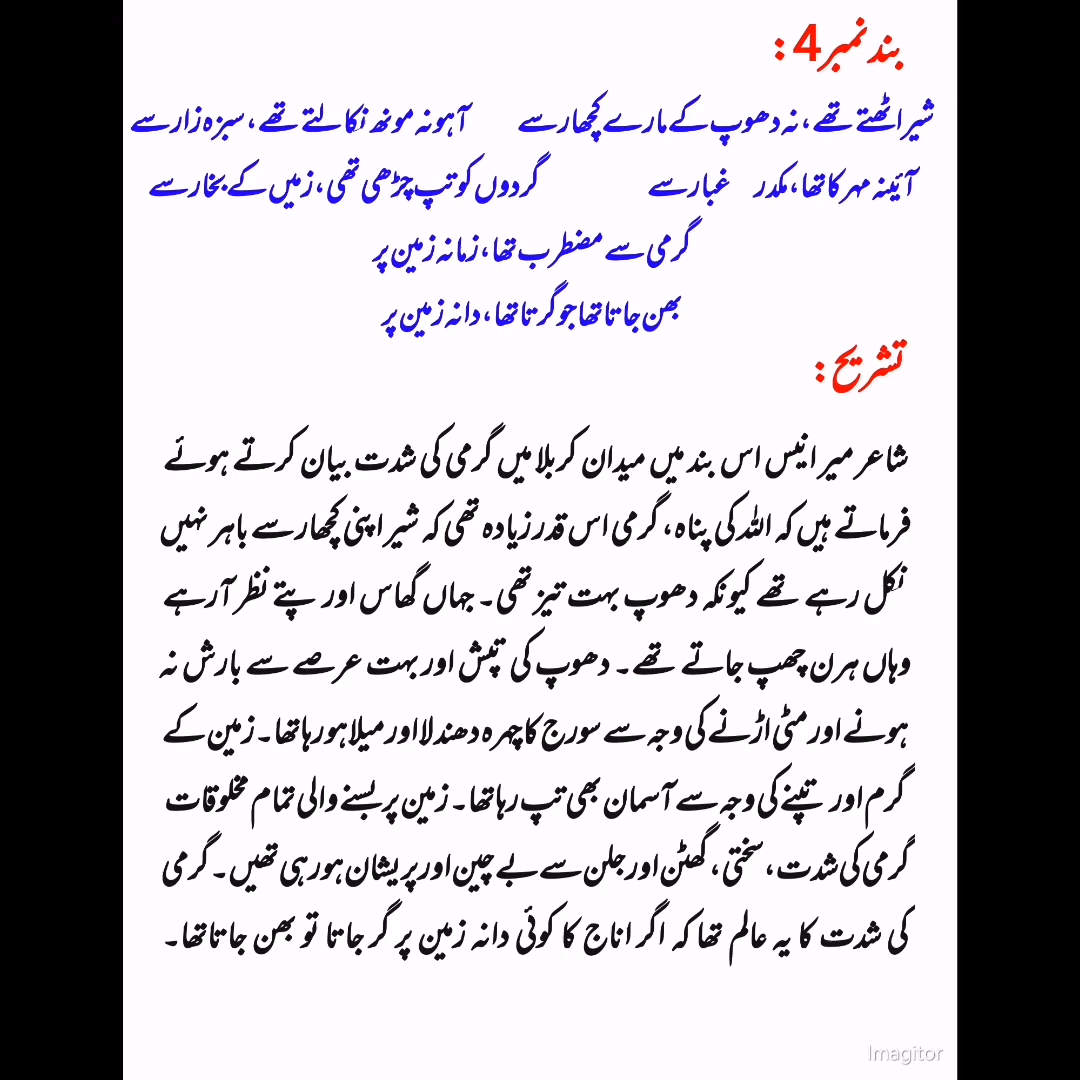 بند نمبر 4 :
شیر اٹھتے تھے، نہ دھوپ کے مارے کچھار سے آہو نہ مونھ نکالتے تھے، سبزہ زار سے
آئینہ مہر کا تھا، مکدر غبار سے گردوں کو تپ چڑھی تھی، زمیں کے بخار سے
گرمی سے مضطرب تھا، زمانہ زمین پر
بھن جاتا تھا جو گرتا تھا، دانہ زمین پر
تشریح :
شاعر میر انیس اس بند میں میدان کربلا میں گرمی کی شدت بیان کرتے ہوئے
فرماتے ہیں کہ اللہ کی پناہ، گرمی اس قدر زیادہ تھی کہ شیر اپنی کچھار سے باہر نہیں
نکل رہے تھے کیونکہ دھوپ بہت تیز تھی۔ جہاں گھاس اور پتے نظر آرہے
وہاں ہرن چھپ جاتے تھے۔ دھوپ کی تپش اور بہت عرصے سے بارش نہ
ہونے اور مٹی اڑنے کی وجہ سے سورج کا چہرہ دھندلا اور میلا ہو رہا تھا۔ زمین کے
گرم اور تپنے کی وجہ سے آسمان بھی تپ رہا تھا۔ زمین پر بسنے والی تمام مخلوقات
گرمی کی شدت، سختی، گھٹن اور جلن سے بے چین اور پریشان ہو رہی تھیں۔ گرمی
کی شدت کا یہ عالم تھا کہ اگر اناج کا کوئی دانہ زمین پر گر جاتا تو بھن جاتا تھا۔
Imagitor